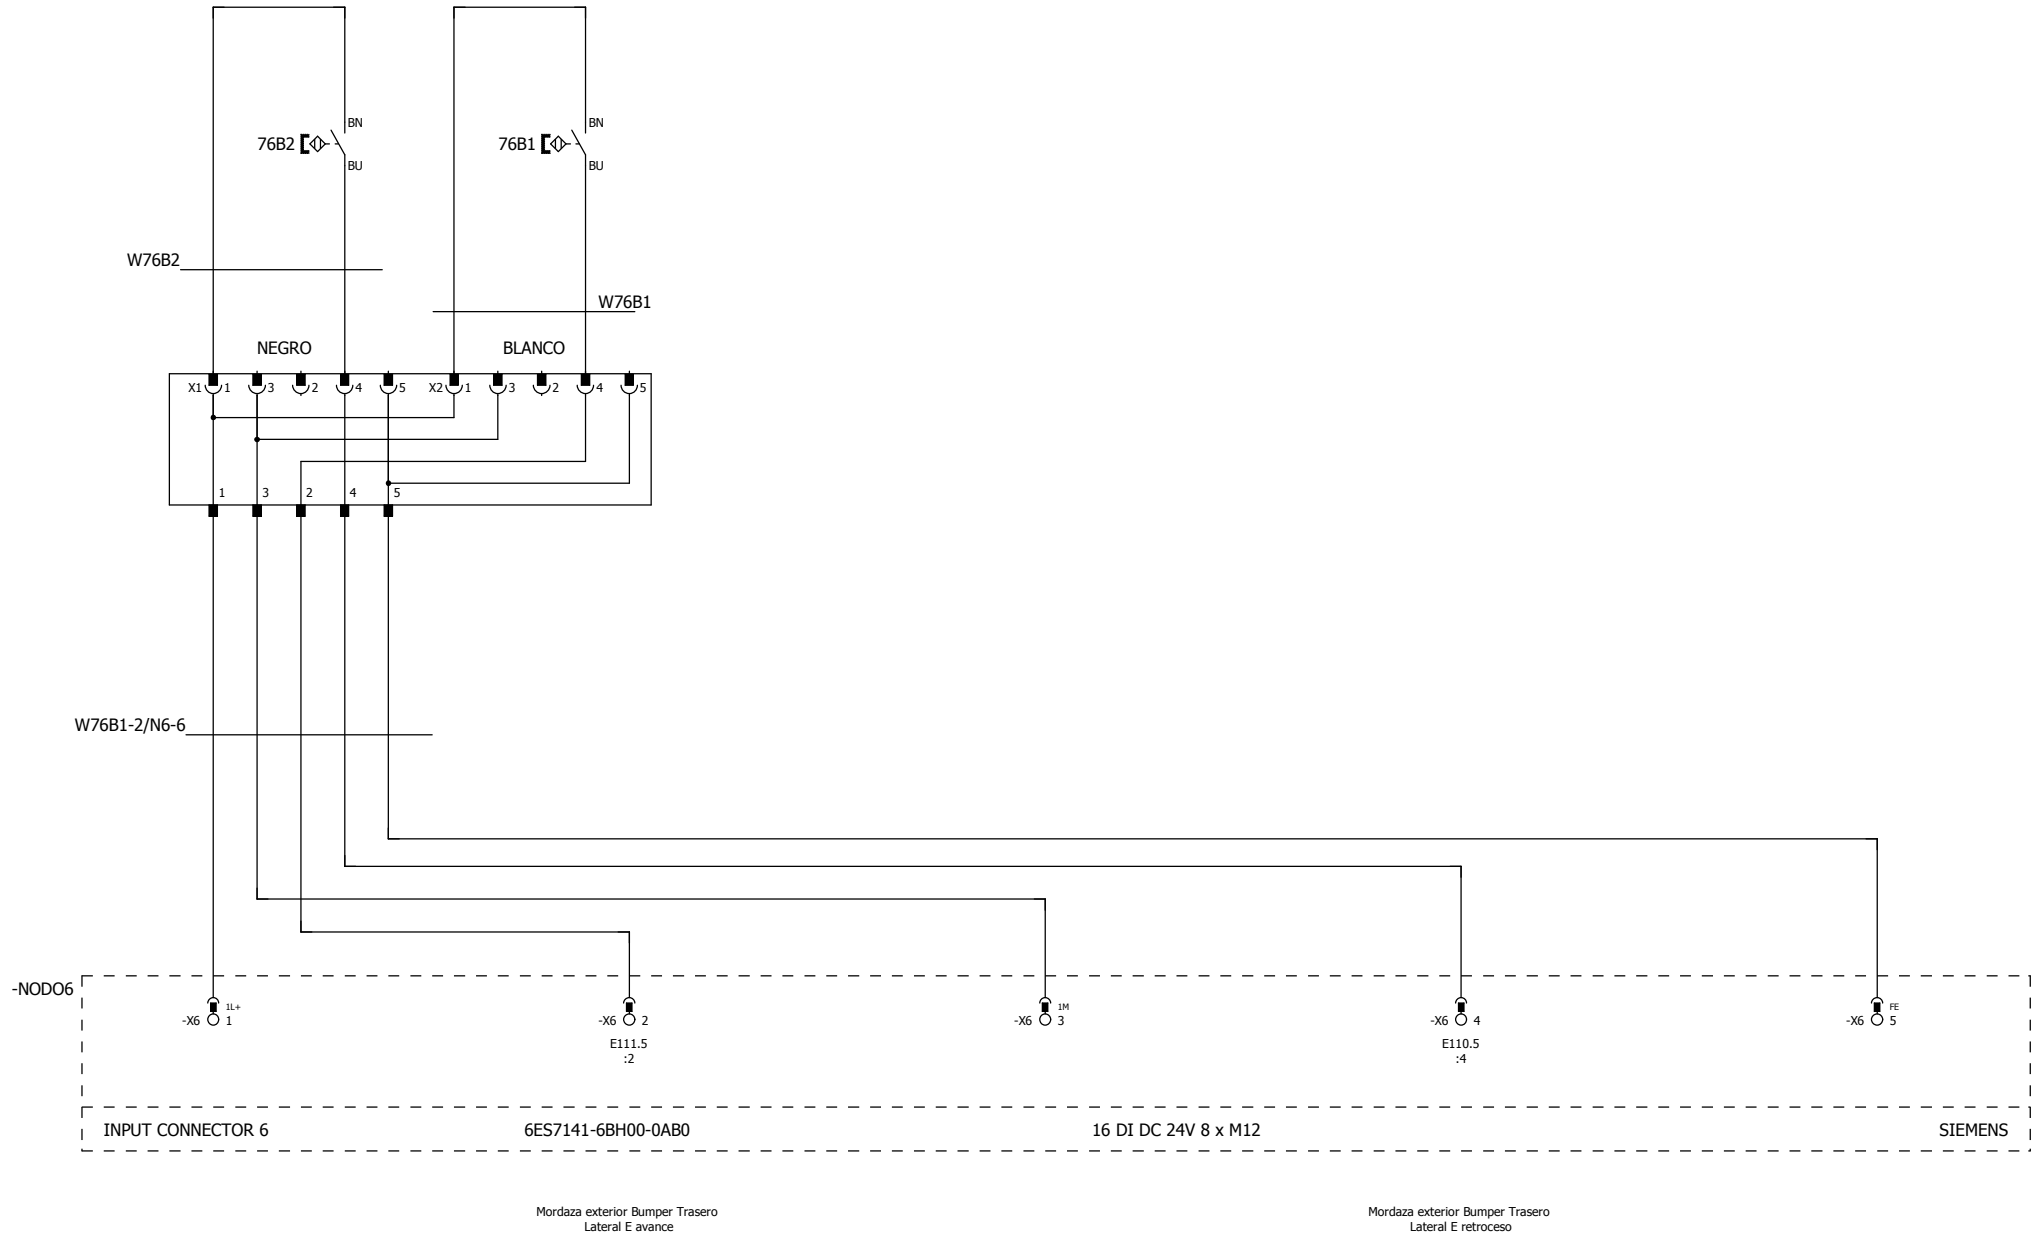 BN
BN
76B2
76B1
BU
BU
W76B2
W76B1
NEGRO
BLANCO
X1 1 3 2 4 5 X2 1 3 2 4 5
1 3 2 4 5
W76B1-2/N6-6
-NODO6
1L+
1M
FE
-X6 1
-X6 2
-X6 3
-X6 4
-X6 5
E111.5
:2
E110.5
:4
INPUT CONNECTOR 6
6ES7141-6BH00-0AB0
16 DI DC 24V 8 x M12
SIEMENS
Mordaza exterior Bumper Trasero
Lateral E avance
Mordaza exterior Bumper Trasero
Lateral E retroceso